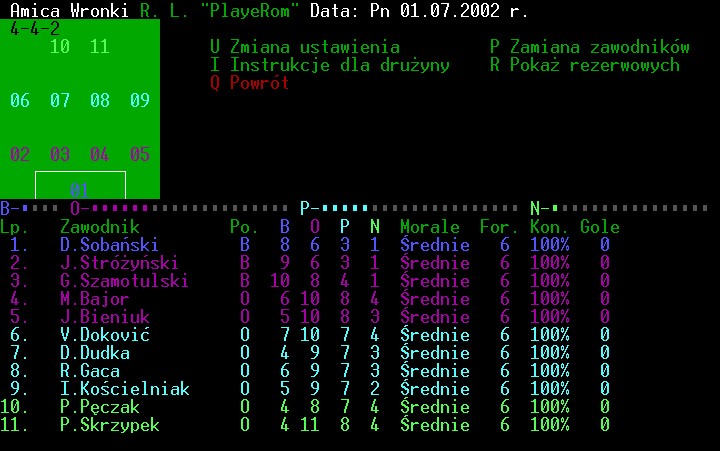 Amica Wronki R. L. "PlayeRom" Data: Pn 01.07.2002 r.
4-4-2
10 11
U Zmiana ustawienia P Zamiana zawodników
I Instrukcje dla drużyny R Pokaż rezerwowych
Q Powrót
06 07 08 09
02 03 04 05
01
B- O- P- N-
Lp. Zawodnik Po. B O P N Morale For. Kon. Gole
1. D.Sobański B 8 6 3 1 Średnie 6 100% 0
2. J.Stróżyński B 9 6 3 1 Średnie 6 100% 0
3. G.Szamotulski B 10 8 4 1 Średnie 6 100% 0
4. M.Bajor O 6 10 8 4 Średnie 6 100% 0
5. J.Bieniuk O 5 10 8 3 Średnie 6 100% 0
6. V.Doković O 7 10 7 4 Średnie 6 100% 0
7. D.Dudka O 4 9 7 3 Średnie 6 100% 0
8. R.Gaca O 6 9 7 3 Średnie 6 100% 0
9. I.Kościelniak O 5 9 7 2 Średnie 6 100% 0
10. P.Pęczak O 4 8 7 4 Średnie 6 100% 0
11. P.Skrzypek O 4 11 8 4 Średnie 6 100% 0